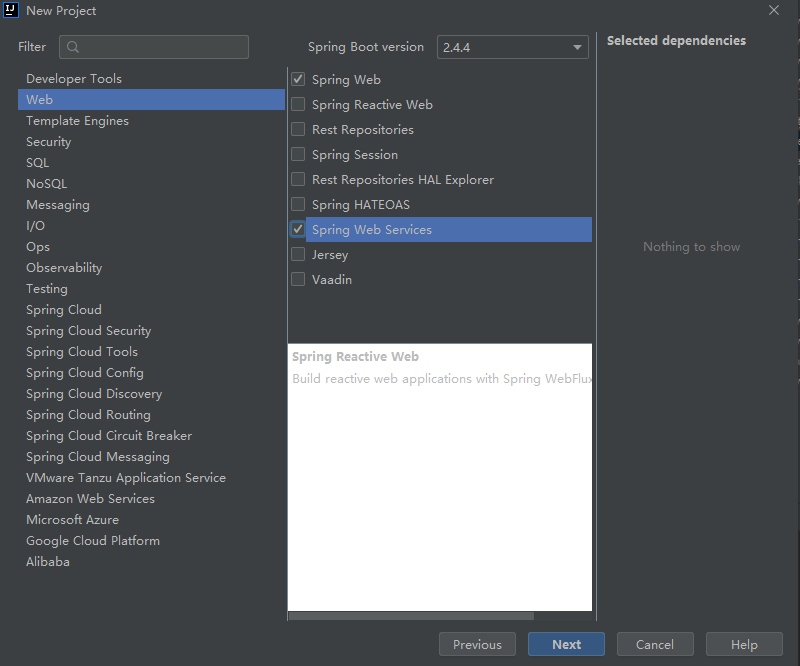 IJ New Project
Filter
Spring Boot version 2.4.4
Selected dependencies
Developer Tools
Web
Template Engines
Security
SQL
NoSQL
Messaging
I/O
Ops
Observability
Testing
Spring Cloud
Spring Cloud Security
Spring Cloud Tools
Spring Cloud Config
Spring Cloud Discovery
Spring Cloud Routing
Spring Cloud Circuit Breaker
Spring Cloud Messaging
VMware Tanzu Application Service
Amazon Web Services
Microsoft Azure
Google Cloud Platform
Alibaba
Spring Web
Spring Reactive Web
Rest Repositories
Spring Session
Rest Repositories HAL Explorer
Spring HATEOAS
Spring Web Services
Jersey
Vaadin
Spring Reactive Web
Build reactive web applications with Spring WebFlux
Nothing to show
Previous
Next
Cancel
Help